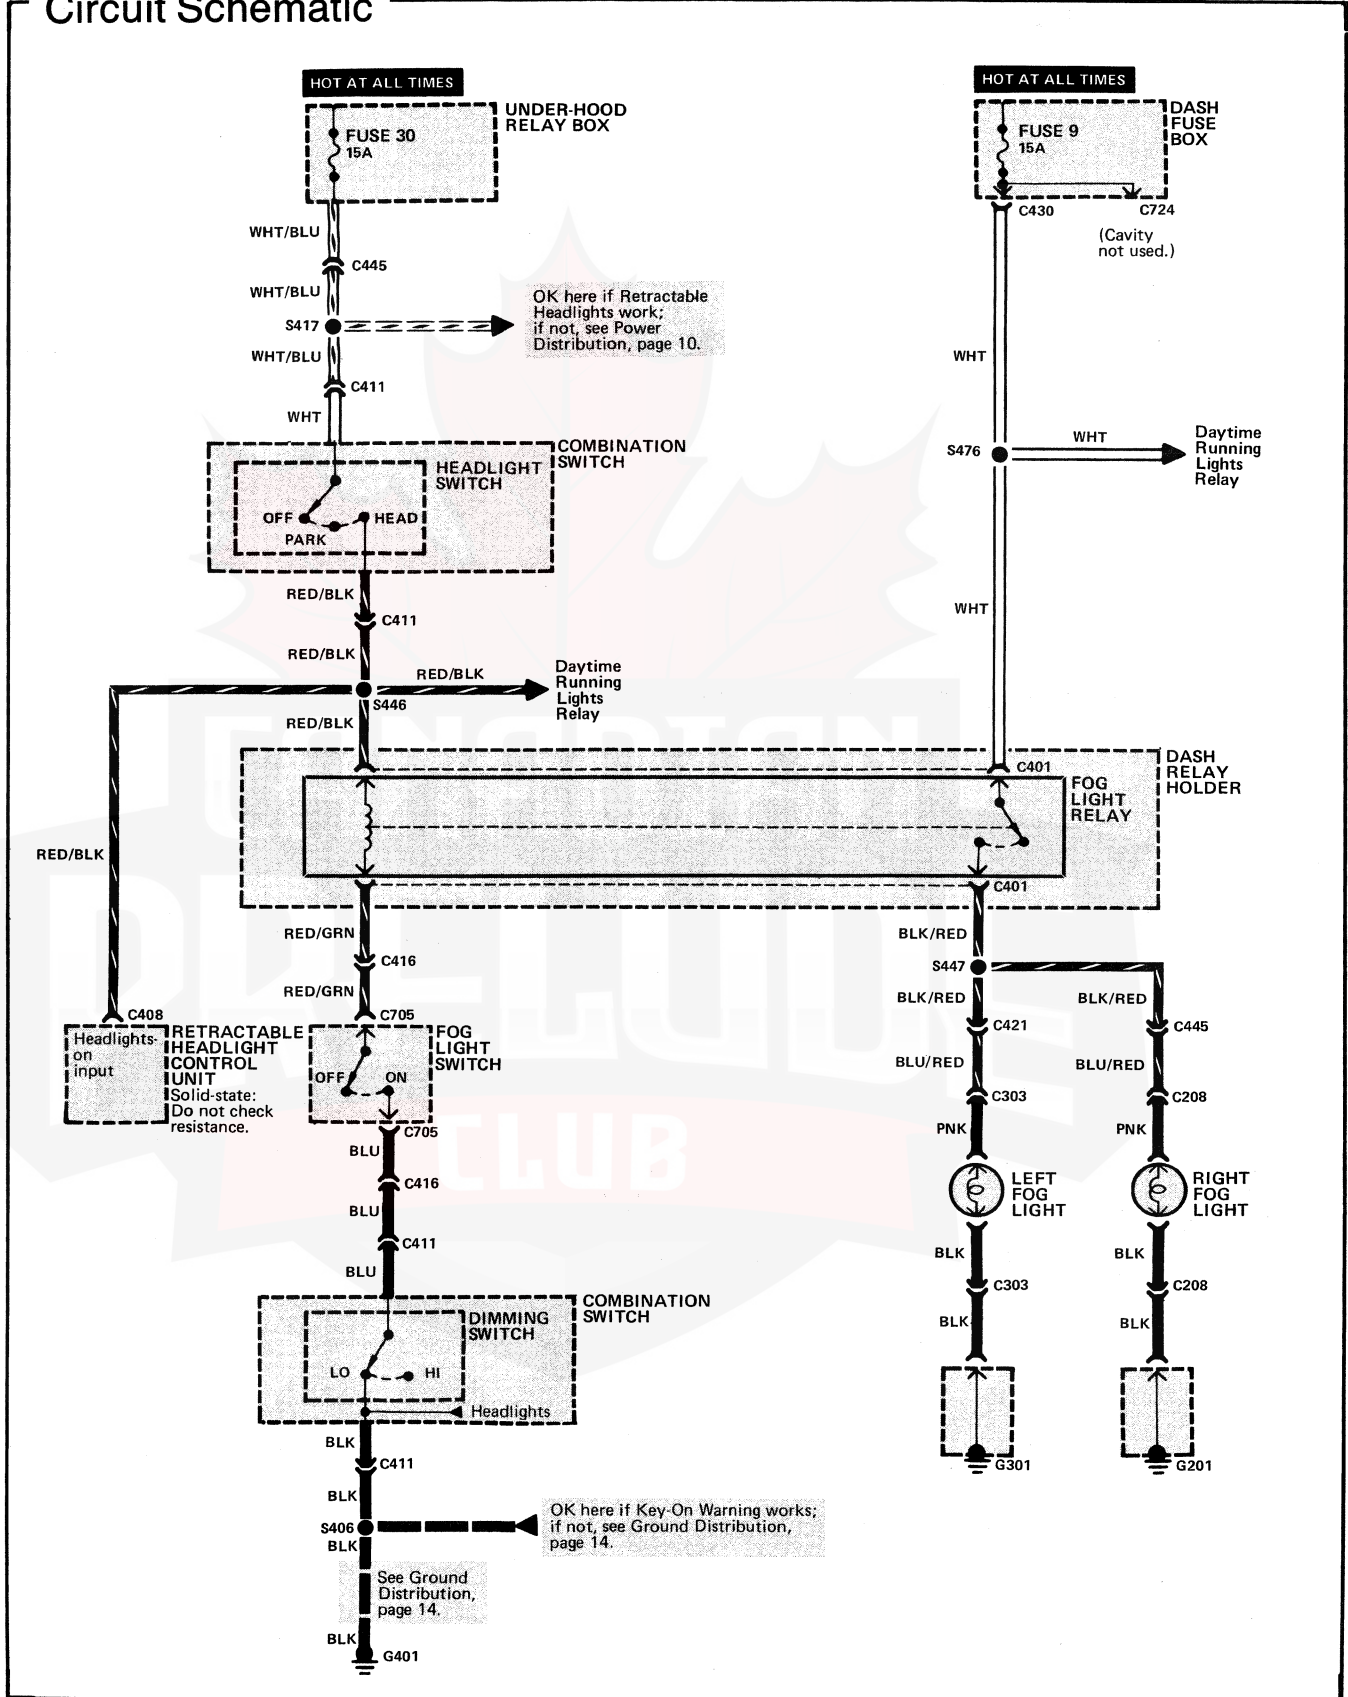 Circuit Schematic
HOT AT ALL TIMES
UNDER-HOOD
RELAY BOX
FUSE 30
15A
WHT/BLU
C445
WHT/BLU
S417
OK here if Retractable
Headlights work;
if not, see Power
Distribution, page 10.
WHT/BLU
C411
WHT
COMBINATION
SWITCH
HEADLIGHT
SWITCH
OFF
HEAD
PARK
RED/BLK
C411
RED/BLK
RED/BLK
Daytime
Running
Lights
Relay
S446
RED/BLK
HOT AT ALL TIMES
DASH
FUSE
BOX
FUSE 9
15A
C430
C724
(Cavity
not used.)
WHT
S476
WHT
Daytime
Running
Lights
Relay
WHT
C401
DASH
RELAY
HOLDER
FOG
LIGHT
RELAY
C401
RED/BLK
C408
Headlights-
on
input
RETRACTABLE
HEADLIGHT
CONTROL
UNIT
Solid-state:
Do not check
resistance.
RED/GRN
C416
RED/GRN
C705
FOG
LIGHT
SWITCH
OFF
ON
C705
BLU
C416
BLU
C411
BLU
COMBINATION
SWITCH
DIMMING
SWITCH
LO
HI
Headlights
BLK
C411
BLK
S406
OK here if Key-On Warning works;
if not, see Ground Distribution,
page 14.
BLK
See Ground
Distribution,
page 14.
BLK
G401
BLK/RED
S447
BLK/RED
C421
BLU/RED
C303
PNK
LEFT
FOG
LIGHT
BLK
C303
BLK
G301
BLK/RED
C445
BLU/RED
C208
PNK
RIGHT
FOG
LIGHT
BLK
C208
BLK
G201
CANADIAN
PRELUDE
CLUB